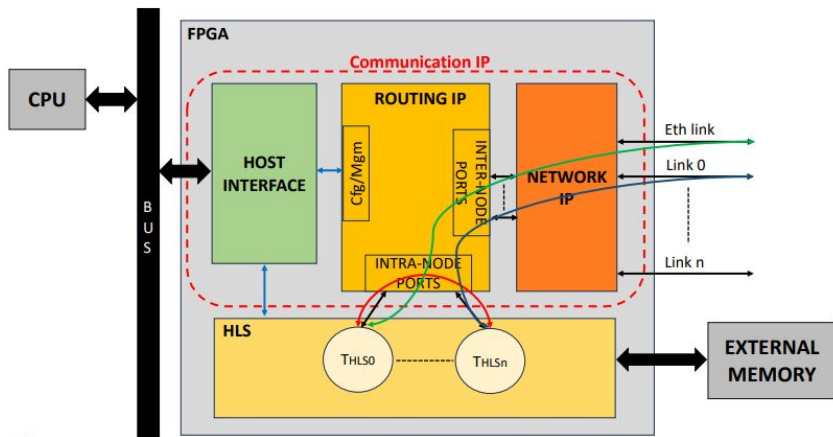 FPGA
Communication IP
CPU
ROUTING IP
HOST
INTERFACE
Cfg/Mgm
INTER-NODE
PORTS
NETWORK
IP
Eth link
Link 0
Link n
B
U
S
INTRA-NODE
PORTS
HLS
THLS0
THLSn
EXTERNAL
MEMORY